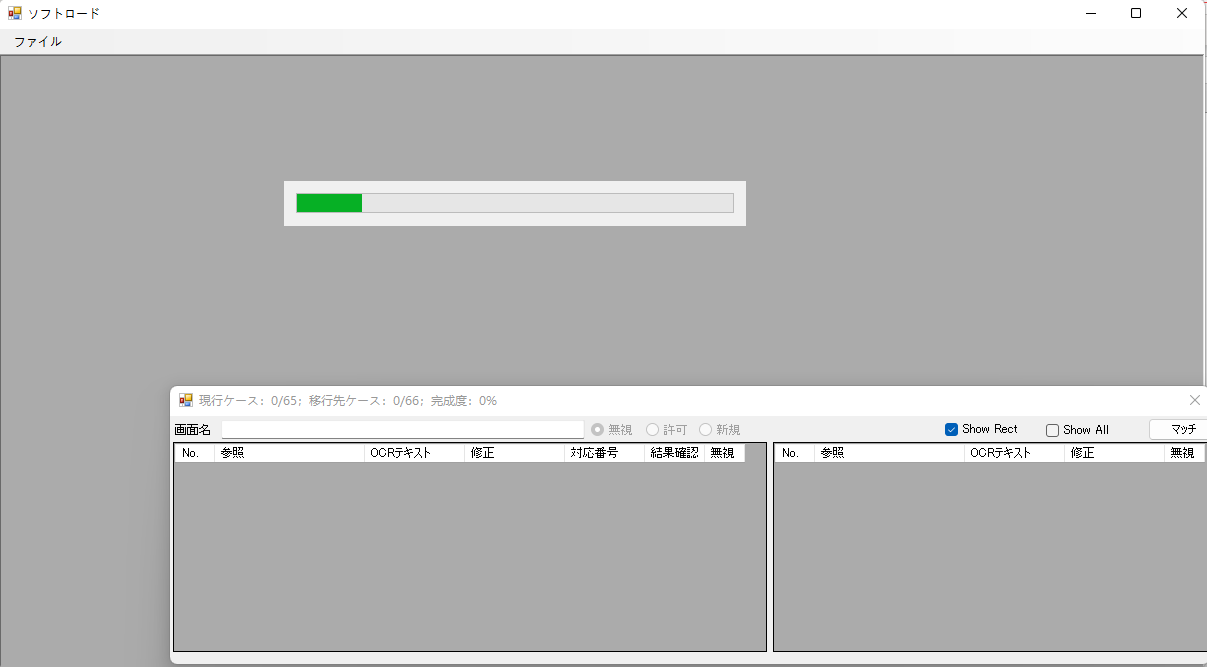 ソフトロード
ファイル
現行ケース: 0/65; 移行先ケース: 0/66; 完成度: 0%
画面名 無視 許可 新規 Show Rect Show All マッチ
No. 参照 OCRテキスト 修正 対応番号 結果確認 無視 No. 参照 OCRテキスト 修正 無視